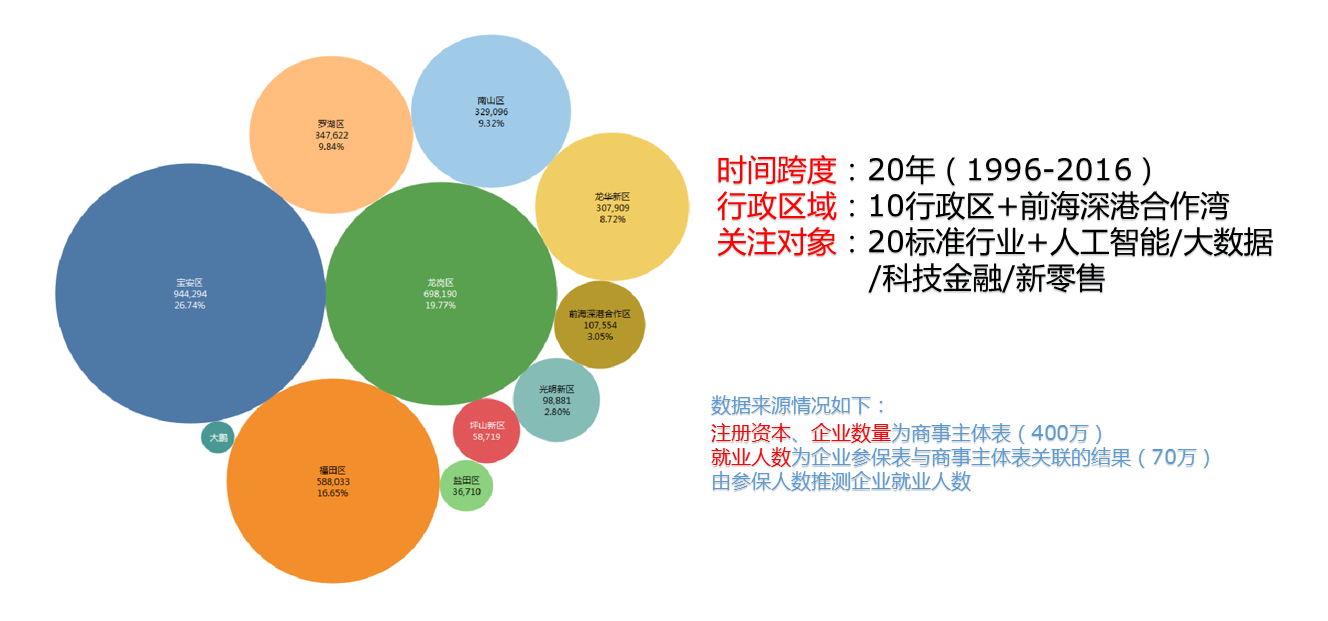 南山区
329,096
9.32%
罗湖区
347,622
9.84%
龙华新区
307,909
8.72%
宝安区
944,294
26.74%
龙岗区
698,190
19.77%
前海深港合作区
107,554
3.05%
光明新区
98,881
2.80%
坪山新区
58,719
大鹏
福田区
588,033
16.65%
盐田区
36,710
时间跨度：20年（1996-2016）
行政区域：10行政区+前海深港合作湾
关注对象：20标准行业+人工智能/大数据
/科技金融/新零售
数据来源情况如下：
注册资本、企业数量为商事主体表（400万）
就业人数为企业参保表与商事主体表关联的结果（70万）
由参保人数推测企业就业人数